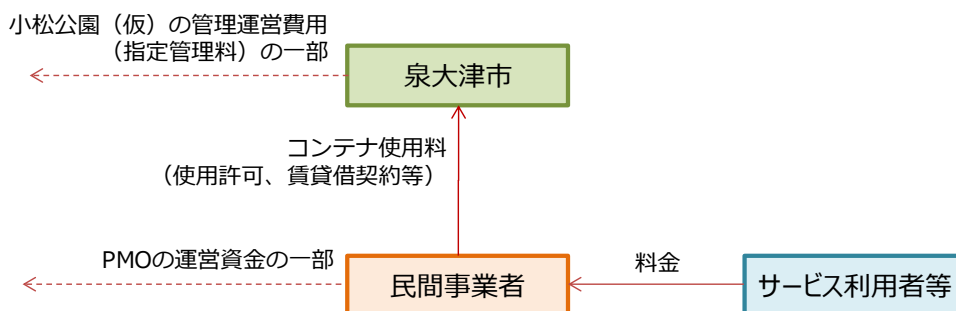 小松公園（仮）の管理運営費用
（指定管理料）の一部
泉大津市
コンテナ使用料
（使用許可、賃貸借契約等）
PMOの運営資金の一部
民間事業者
料金
サービス利用者等